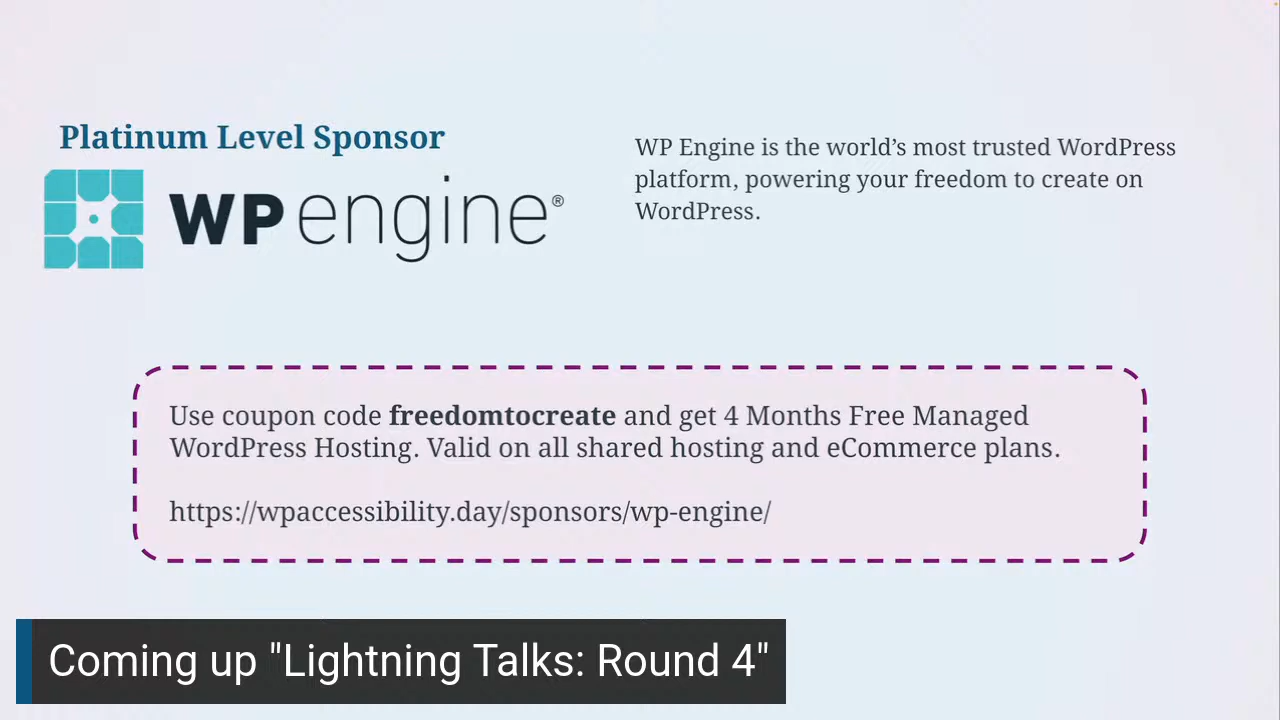 Platinum Level Sponsor
WP engine®
WP Engine is the world’s most trusted WordPress
platform, powering your freedom to create on
WordPress.
Use coupon code freedomtocreate and get 4 Months Free Managed
WordPress Hosting. Valid on all shared hosting and eCommerce plans.
https://wpaccessibility.day/sponsors/wp-engine/
Coming up "Lightning Talks: Round 4"